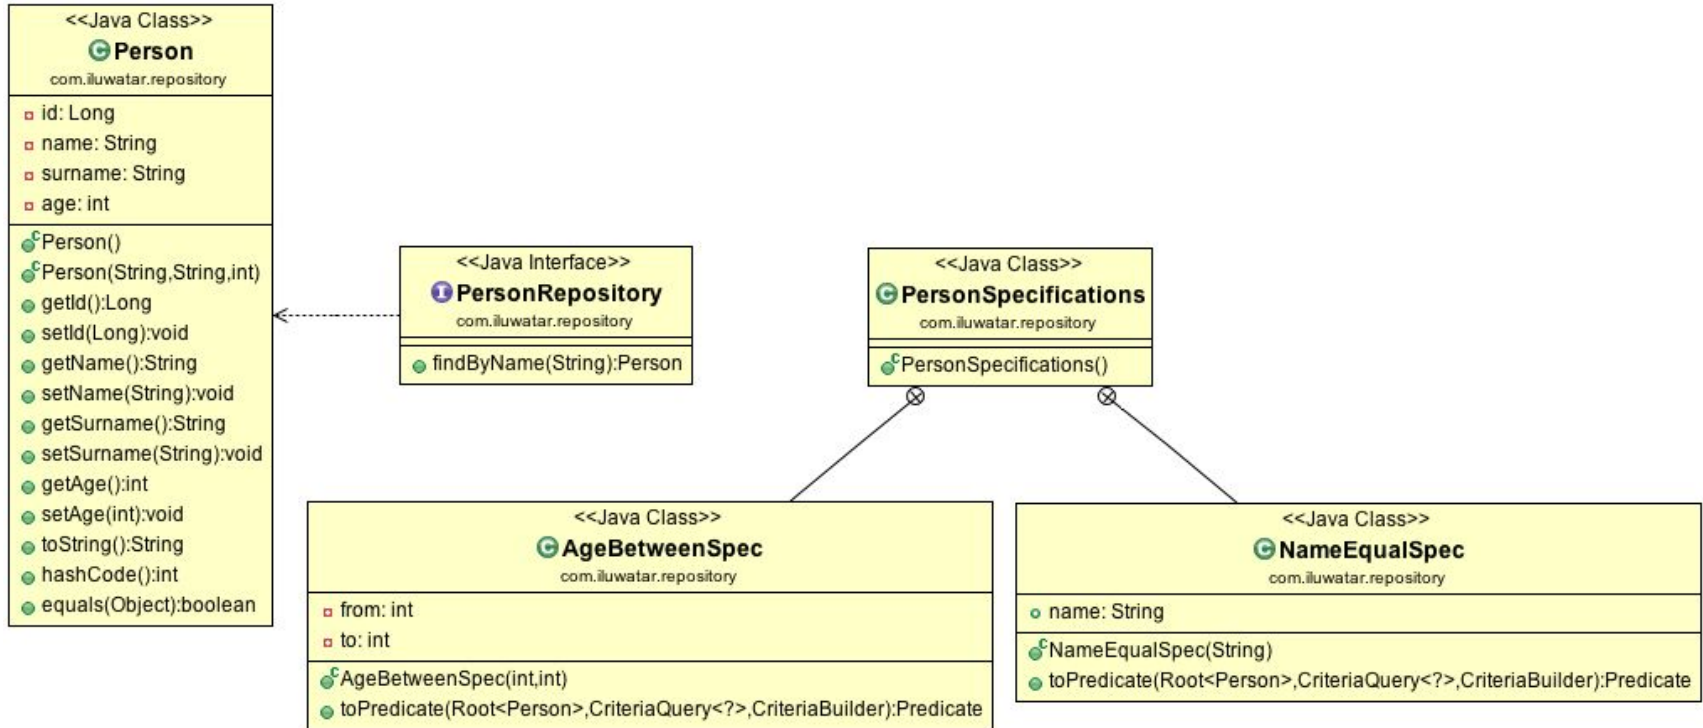 <<Java Class>>
Person
com.iluwatar.repository
id: Long
name: String
surname: String
age: int
Person()
Person(String,String,int)
getId():Long
setId(Long):void
getName():String
setName(String):void
getSurname():String
setSurname(String):void
getAge():int
setAge(int):void
toString():String
hashCode():int
equals(Object):boolean
<<Java Interface>>
PersonRepository
com.iluwatar.repository
findByName(String):Person
<<Java Class>>
PersonSpecifications
com.iluwatar.repository
PersonSpecifications()
<<Java Class>>
AgeBetweenSpec
com.iluwatar.repository
from: int
to: int
AgeBetweenSpec(int,int)
toPredicate(Root<Person>,CriteriaQuery<?>,CriteriaBuilder):Predicate
<<Java Class>>
NameEqualSpec
com.iluwatar.repository
name: String
NameEqualSpec(String)
toPredicate(Root<Person>,CriteriaQuery<?>,CriteriaBuilder):Predicate